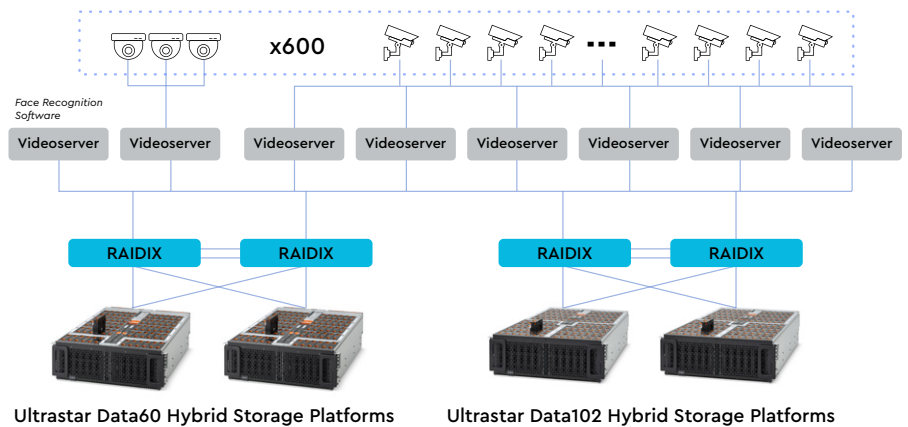 x600
Face Recognition
Software
Videoserver
Videoserver
Videoserver
Videoserver
Videoserver
Videoserver
Videoserver
Videoserver
RAIDIX
RAIDIX
RAIDIX
RAIDIX
Ultrastar Data60 Hybrid Storage Platforms
Ultrastar Data102 Hybrid Storage Platforms